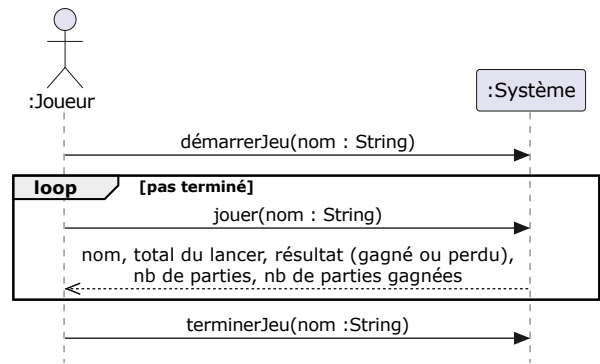 :Joueur
:Système
démarrerJeu(nom : String)
loop
[pas terminé]
jouer(nom : String)
nom, total du lancer, résultat (gagné ou perdu),
nb de parties, nb de parties gagnées
terminerJeu(nom :String)